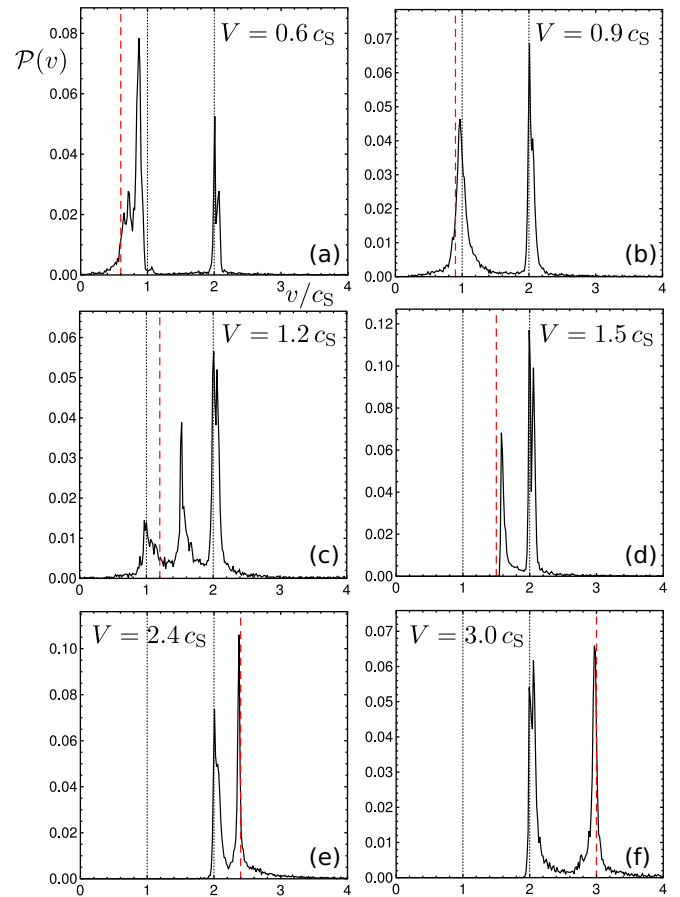 V = 0.6 c_S
V = 0.9 c_S
P(v)
0.08
0.06
0.04
0.02
0.00
0 1 2 3 4
(a)
v/c_S
0.07
0.06
0.05
0.04
0.03
0.02
0.01
0.00
0 1 2 3 4
(b)
V = 1.2 c_S
0.06
0.05
0.04
0.03
0.02
0.01
0.00
0 1 2 3 4
(c)
V = 1.5 c_S
0.12
0.10
0.08
0.06
0.04
0.02
0.00
0 1 2 3 4
(d)
V = 2.4 c_S
0.10
0.08
0.06
0.04
0.02
0.00
0 1 2 3 4
(e)
V = 3.0 c_S
0.07
0.06
0.05
0.04
0.03
0.02
0.01
0.00
0 1 2 3 4
(f)